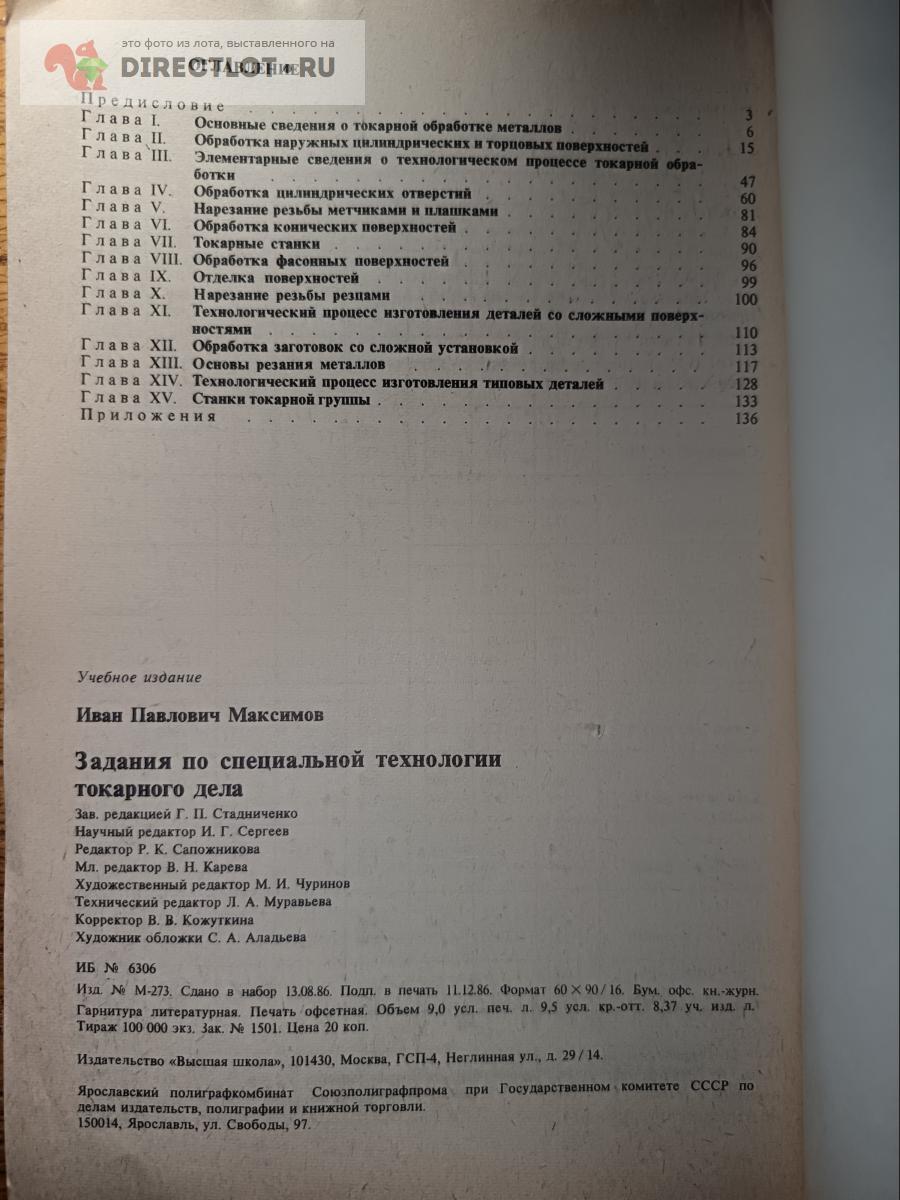 это фото из лота, выставленного на
DIRECTLOT.RU
ОГЛАВЛЕНИЕ
Предисловие . . . . . . . . . . . . . . . . . . 3
Глава I. Основные сведения о токарной обработке металлов . . . . . 6
Глава II. Обработка наружных цилиндрических и торцовых поверхностей . . . 15
Глава III. Элементарные сведения о технологическом процессе токарной обра-
ботки . . . . . . . . . . . . . . . . 47
Глава IV. Обработка цилиндрических отверстий . . . . . . . . 60
Глава V. Нарезание резьбы метчиками и плашками . . . . . . . 81
Глава VI. Обработка конических поверхностей . . . . . . . . . 84
Глава VII. Токарные станки . . . . . . . . . . . . . . 90
Глава VIII. Обработка фасонных поверхностей . . . . . . . . . 96
Глава IX. Отделка поверхностей . . . . . . . . . . . . 99
Глава X. Нарезание резьбы резцами . . . . . . . . . . . 100
Глава XI. Технологический процесс изготовления деталей со сложными поверх-
ностями . . . . . . . . . . . . . . . 110
Глава XII. Обработка заготовок со сложной установкой . . . . . . 113
Глава XIII. Основы резания металлов . . . . . . . . . . . 117
Глава XIV. Технологический процесс изготовления типовых деталей . . . . 128
Глава XV. Станки токарной группы . . . . . . . . . . . . 133
Приложения . . . . . . . . . . . . . . . . . . 136
Учебное издание
Иван Павлович Максимов
Задания по специальной технологии
токарного дела
Зав. редакцией Г. П. Стадниченко
Научный редактор И. Г. Сергеев
Редактор Р. К. Сапожникова
Мл. редактор В. Н. Карева
Художественный редактор М. И. Чуринов
Технический редактор Л. А. Муравьева
Корректор В. В. Кожуткина
Художник обложки С. А. Аладьева
ИБ № 6306
Изд. № М-273. Сдано в набор 13.08.86. Подп. в печать 11.12.86. Формат 60×90/16. Бум. офс. кн.-журн.
Гарнитура литературная. Печать офсетная. Объем 9,0 усл. печ. л. 9,5 усл. кр.-отт. 8,37 уч. изд. л.
Тираж 100 000 экз. Зак. № 1501. Цена 20 коп.
Издательство «Высшая школа», 101430, Москва, ГСП-4, Неглинная ул., д. 29/14.
Ярославский полиграфкомбинат Союзполиграфпрома при Государственном комитете СССР по
делам издательств, полиграфии и книжной торговли.
150014, Ярославль, ул. Свободы, 97.